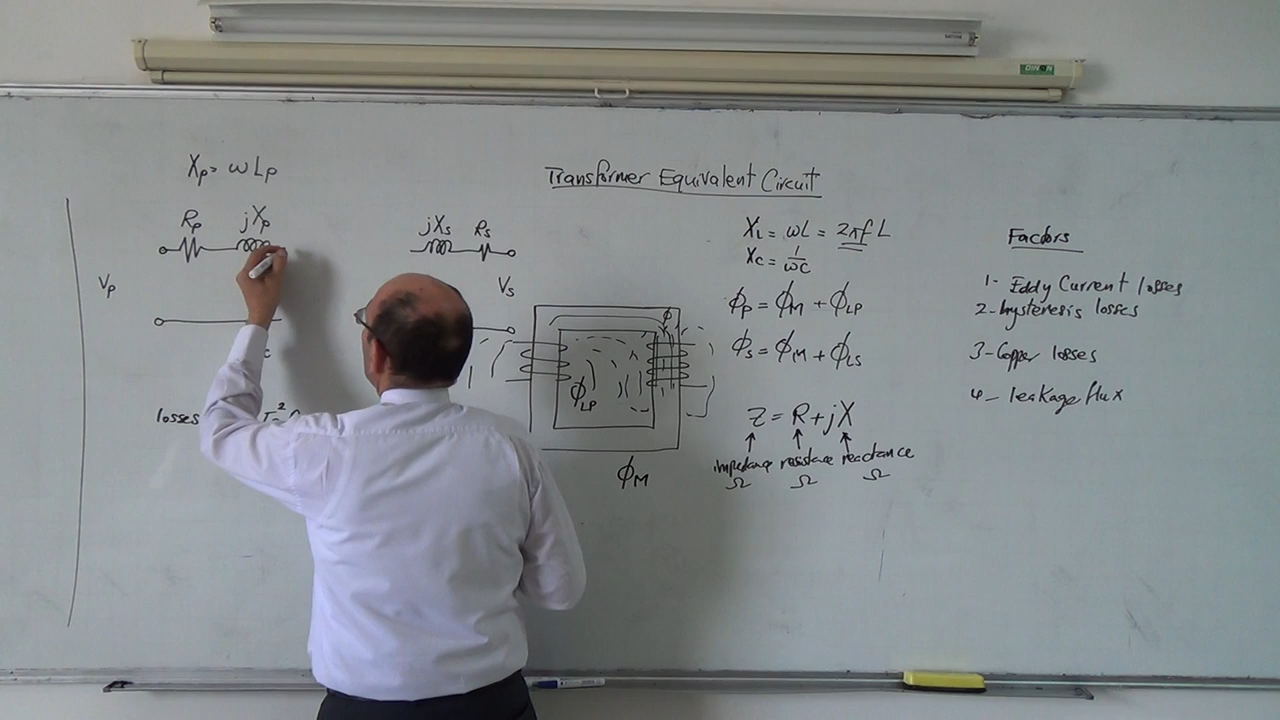 DINON
Xp = ωLp
Transformer Equivalent Circuit
Rp jXp
jXs Rs
Vp
Vs
losses
ϕLP
ϕM
XL = ωL = 2πfL
XC = 1/ωC
ϕP = ϕM + ϕLP
ϕS = ϕM + ϕLS
Z = R + jX
impedance resistance reactance
Ω Ω Ω
Factors
1- Eddy Current losses
2- hysteresis losses
3- Copper losses
4- leakage flux